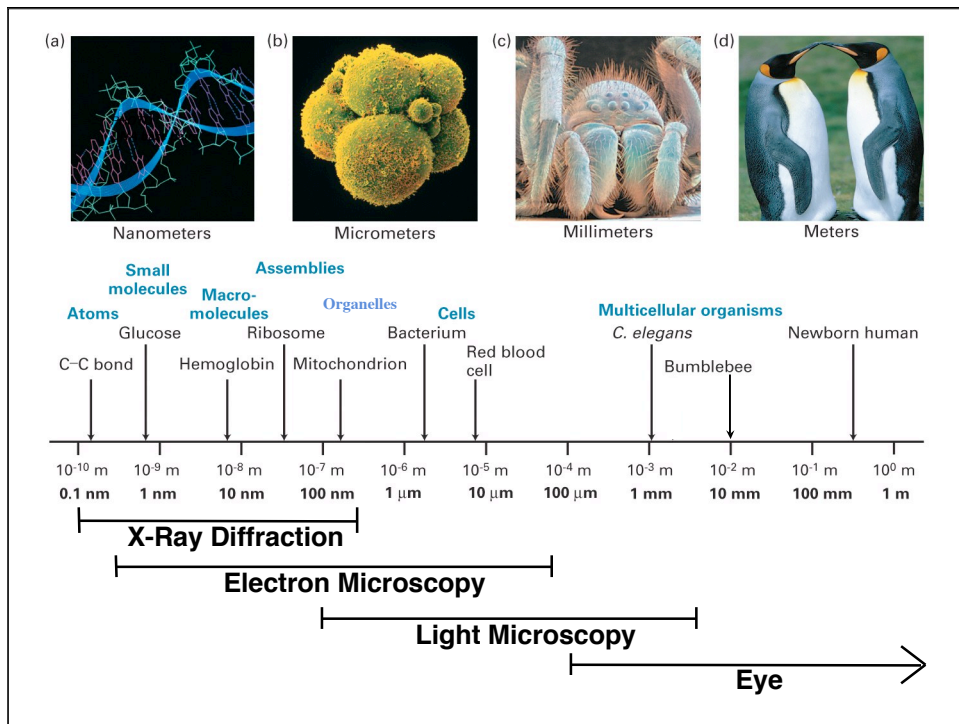 (a)
(b)
(c)
(d)
Nanometers
Micrometers
Millimeters
Meters
Small
molecules
Assemblies
Macro-
molecules
Organelles
Atoms
Cells
Multicellular organisms
Glucose
Ribosome
Bacterium
C. elegans
Newborn human
C–C bond
Hemoglobin
Mitochondrion
Red blood
cell
Bumblebee
10⁻¹⁰ m 10⁻⁹ m 10⁻⁸ m 10⁻⁷ m 10⁻⁶ m 10⁻⁵ m 10⁻⁴ m 10⁻³ m 10⁻² m 10⁻¹ m 10⁰ m
0.1 nm 1 nm 10 nm 100 nm 1 μm 10 μm 100 μm 1 mm 10 mm 100 mm 1 m
X-Ray Diffraction
Electron Microscopy
Light Microscopy
Eye